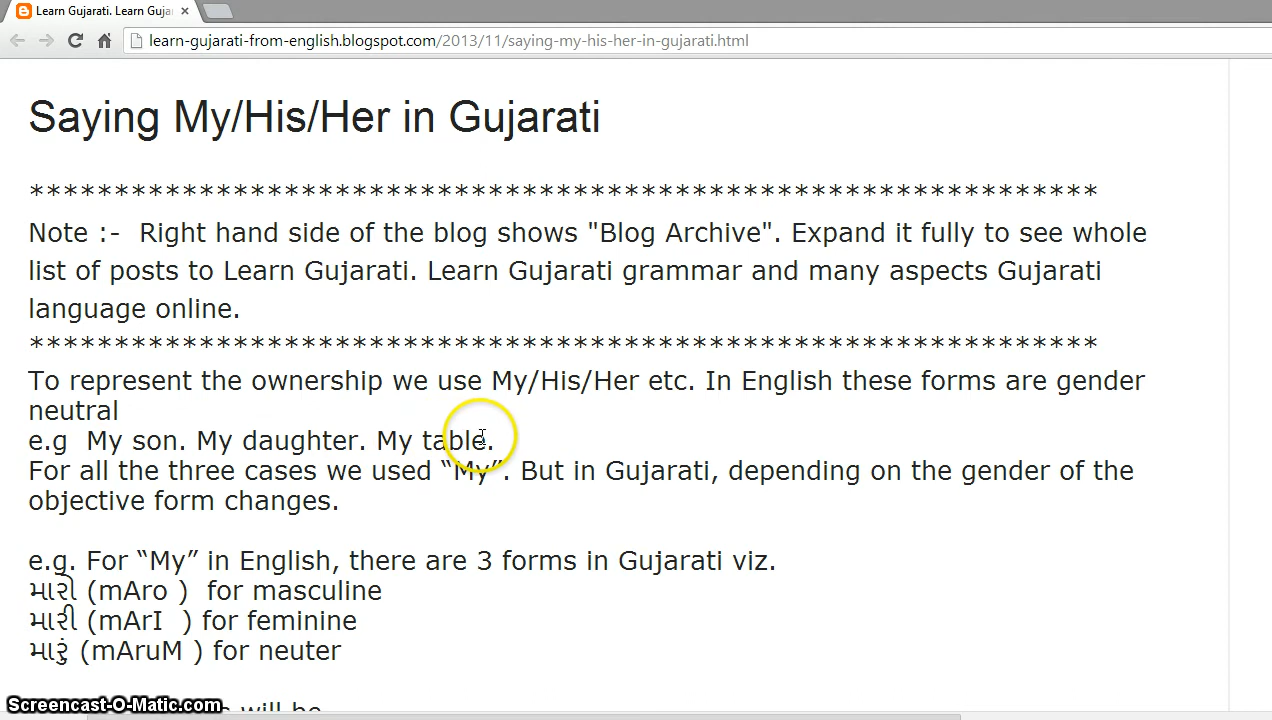 Learn Gujarati. Learn Guja
learn-gujarati-from-english.blogspot.com/2013/11/saying-my-his-her-in-gujarati.html
Saying My/His/Her in Gujarati
***************************************************************
Note :-  Right hand side of the blog shows "Blog Archive". Expand it fully to see whole
list of posts to Learn Gujarati. Learn Gujarati grammar and many aspects Gujarati
language online.
***************************************************************
To represent the ownership we use My/His/Her etc. In English these forms are gender
neutral
e.g  My son. My daughter. My table.
For all the three cases we used “My”. But in Gujarati, depending on the gender of the
objective form changes.
e.g. For “My” in English, there are 3 forms in Gujarati viz.
મારો (mAro )  for masculine
મારી (mArI  ) for feminine
મારું (mAruM ) for neuter
will be
Screencast-O-Matic.com